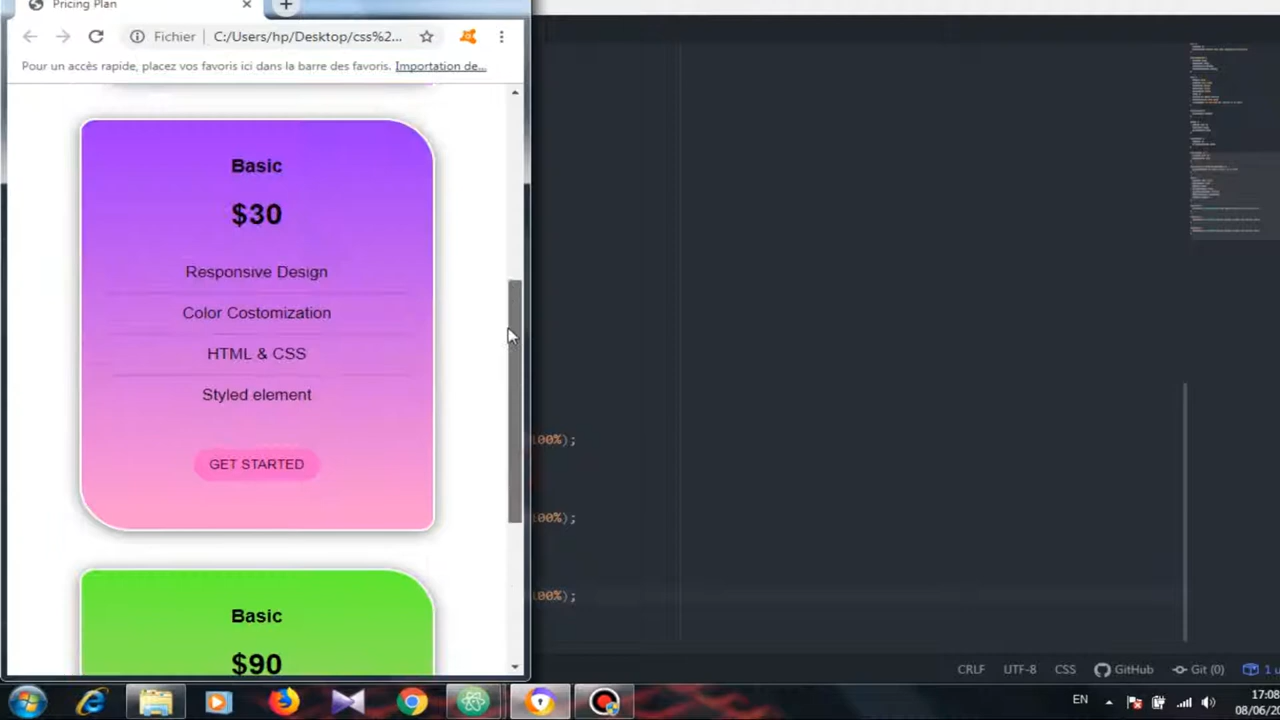 Pricing Plan
Fichier C:/Users/hp/Desktop/css%2...
Pour un accès rapide, placez vos favoris ici dans la barre des favoris. Importation de...
Basic
$30
Responsive Design
Color Costomization
HTML & CSS
Styled element
GET STARTED
Basic
$90
100%);
100%);
100%);
CRLF UTF-8 CSS GitHub Git (0) 1 u
EN 17:08
08/06/20